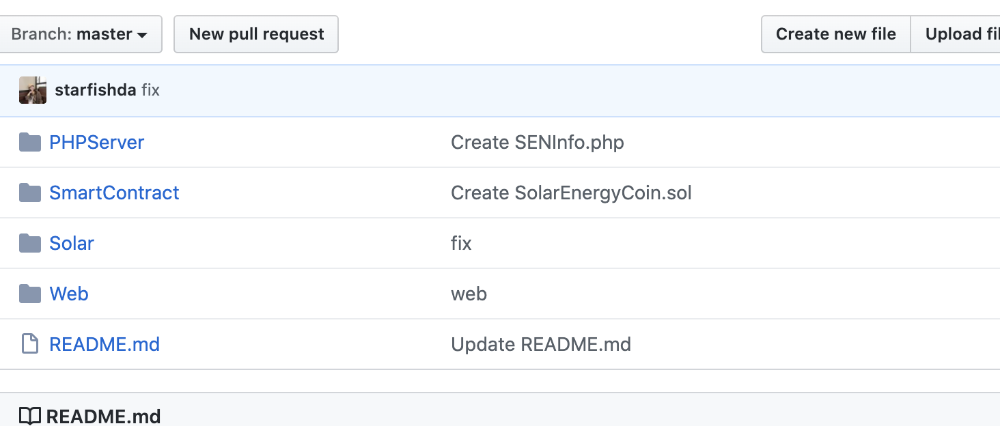 Branch: master New pull request Create new file Upload fil
starfishda fix
PHPServer Create SENInfo.php
SmartContract Create SolarEnergyCoin.sol
Solar fix
Web web
README.md Update README.md
README.md